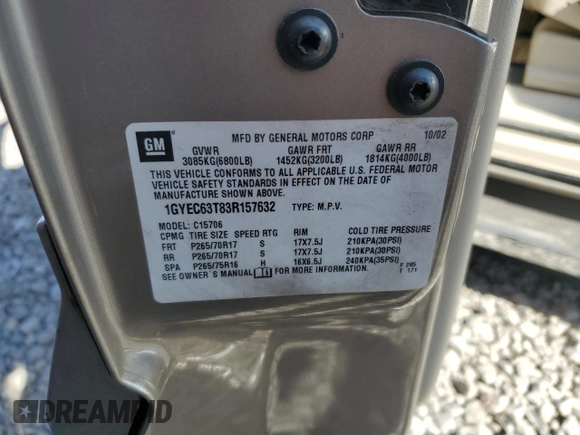 GM
MFD BY GENERAL MOTORS CORP 10/02
GVWR GAWR FRT GAWR RR
3085KG(6800LB) 1452KG(3200LB) 1814KG(4000LB)
THIS VEHICLE CONFORMS TO ALL APPLICABLE U.S. FEDERAL MOTOR
VEHICLE SAFETY STANDARDS IN EFFECT ON THE DATE OF
MANUFACTURE SHOWN ABOVE.
1GYEC63T83R157632 TYPE: M.P.V.
MODEL: C15706
CPMG TIRE SIZE SPEED RTG RIM COLD TIRE PRESSURE
FRT P265/70R17 S 17X7.5J 210KPA(30PSI)
RR P265/70R17 S 17X7.5J 210KPA(30PSI)
SPA P265/75R16 H 16X6.5J 240KPA(35PSI)
SEE OWNER'S MANUAL FOR MORE INFORMATION.
285
171
DREAMBID